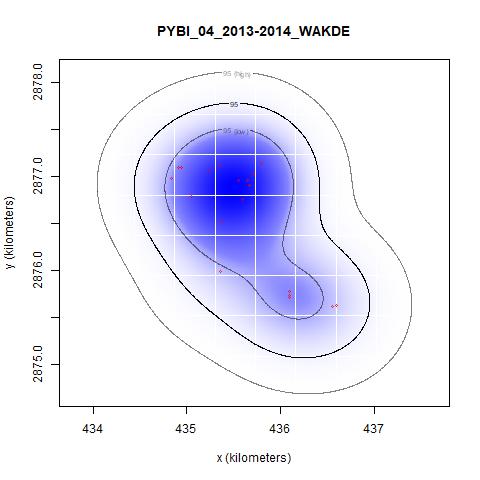 PYBI_04_2013-2014_WAKDE
95 (high)
95
95 (low)
2878.0
2877.0
2876.0
2875.0
y (kilometers)
434 435 436 437
x (kilometers)